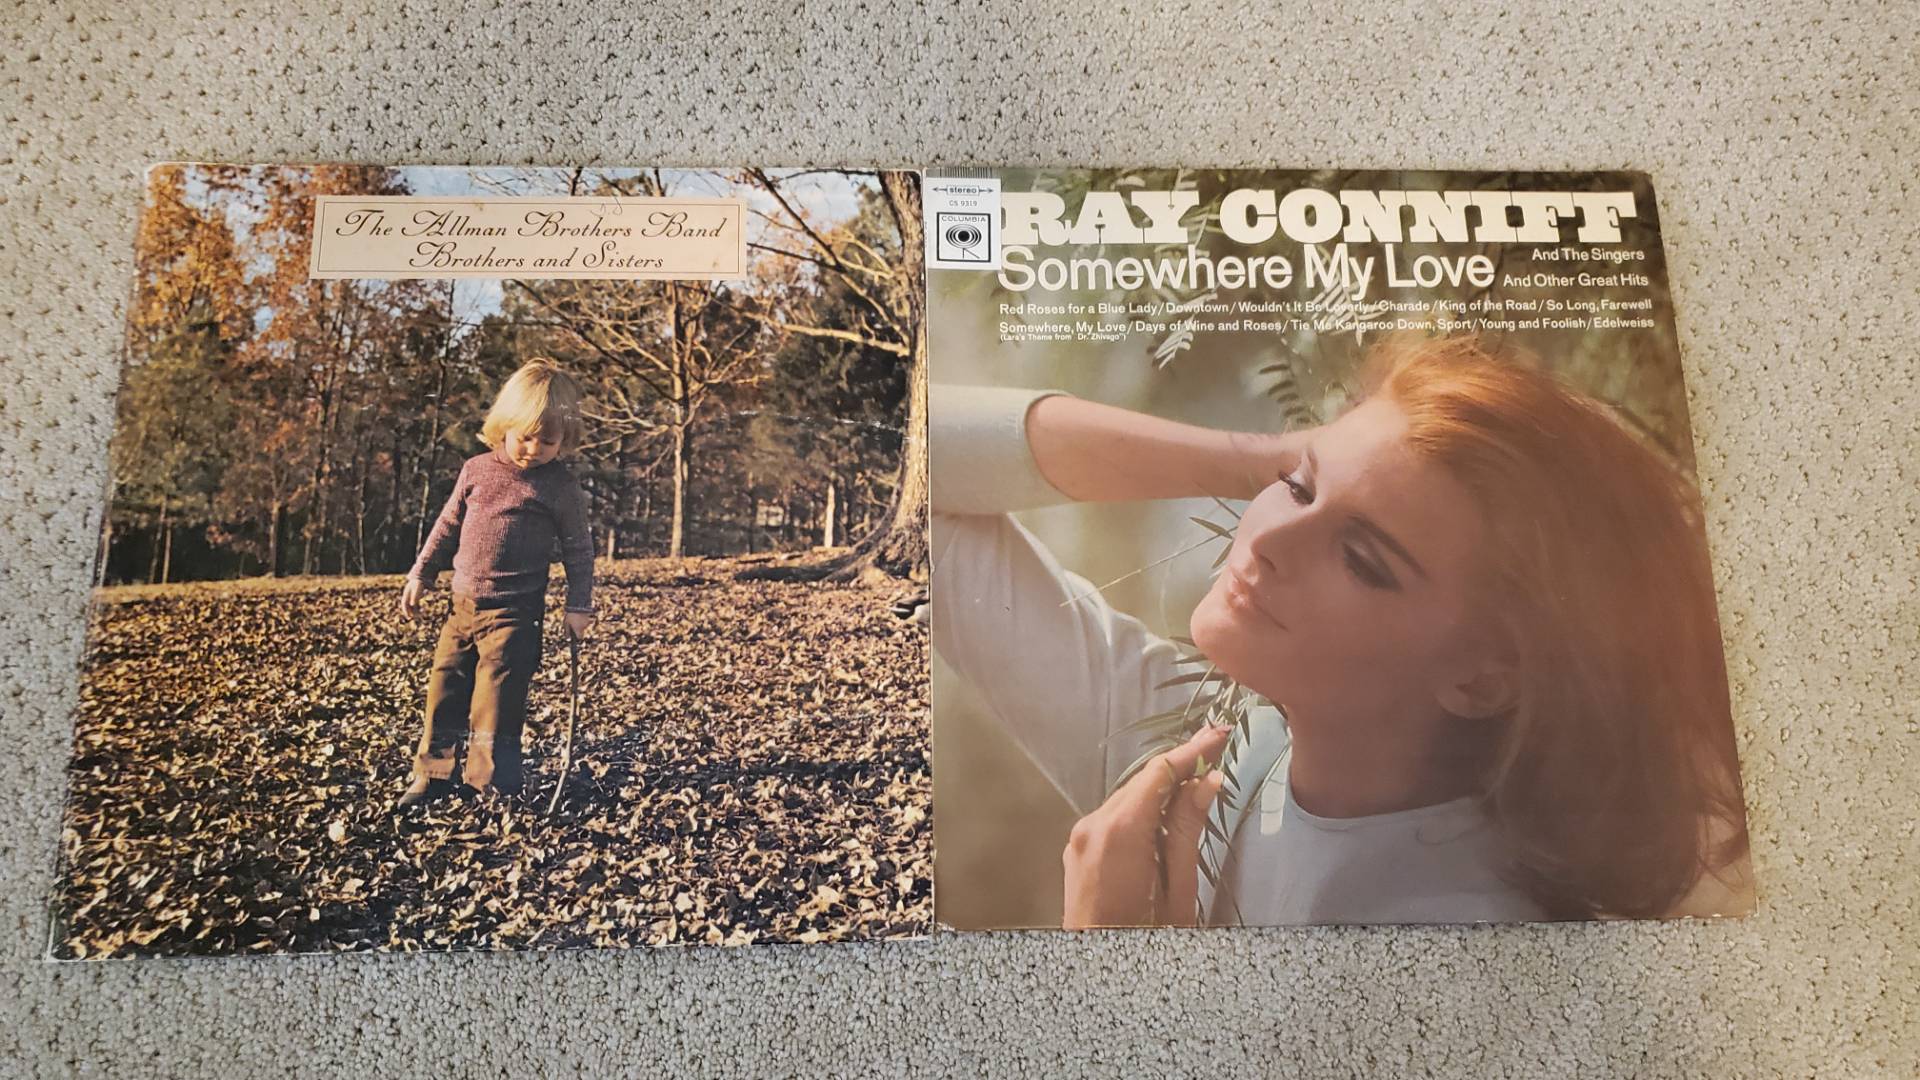 The Allman Brothers Band
Brothers and Sisters
stereo
CS 9319
COLUMBIA
RAY CONNIFF
Somewhere My Love
And The Singers
And Other Great Hits
Red Roses for a Blue Lady/Downtown/Wouldn't It Be Loverly/Charade/King of the Road/So Long, Farewell
Somewhere, My Love/Days of Wine and Roses/Tie Me Kangaroo Down, Sport/Young and Foolish/Edelweiss
(Lara's Theme from "Dr. Zhivago")